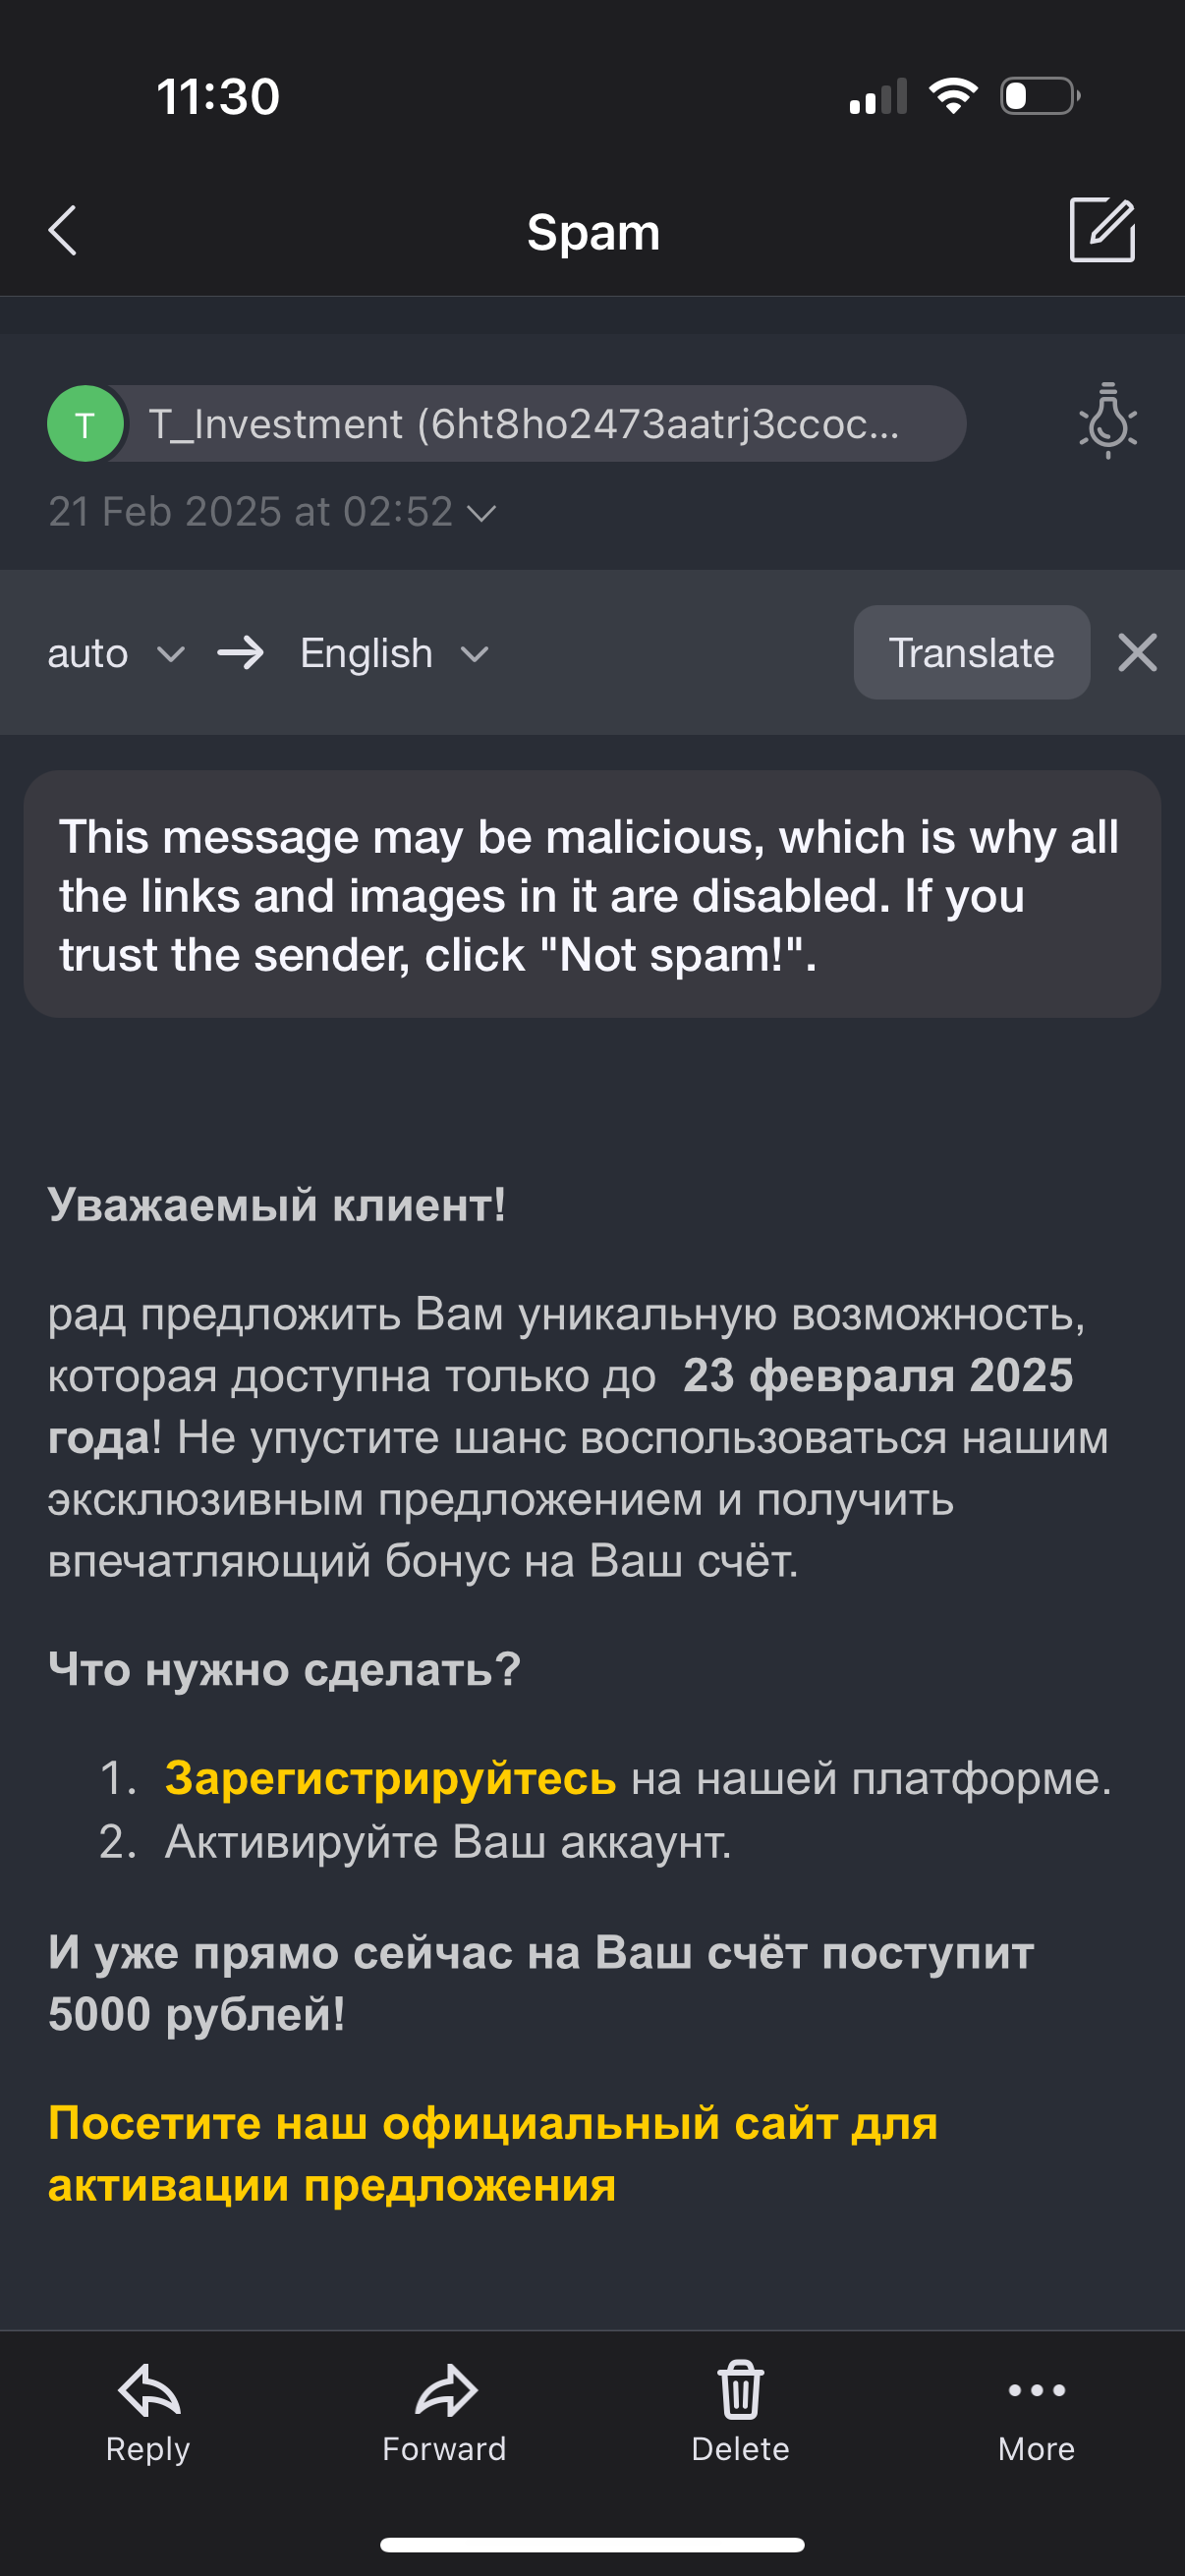 11:30
Spam
T
T_Investment (6ht8ho2473aatrj3ccoc...
21 Feb 2025 at 02:52
auto → English Translate
This message may be malicious, which is why all
the links and images in it are disabled. If you
trust the sender, click "Not spam!".
Уважаемый клиент!
рад предложить Вам уникальную возможность,
которая доступна только до 23 февраля 2025
года! Не упустите шанс воспользоваться нашим
эксклюзивным предложением и получить
впечатляющий бонус на Ваш счёт.
Что нужно сделать?
1. Зарегистрируйтесь на нашей платформе.
2. Активируйте Ваш аккаунт.
И уже прямо сейчас на Ваш счёт поступит
5000 рублей!
Посетите наш официальный сайт для
активации предложения
Reply Forward Delete More